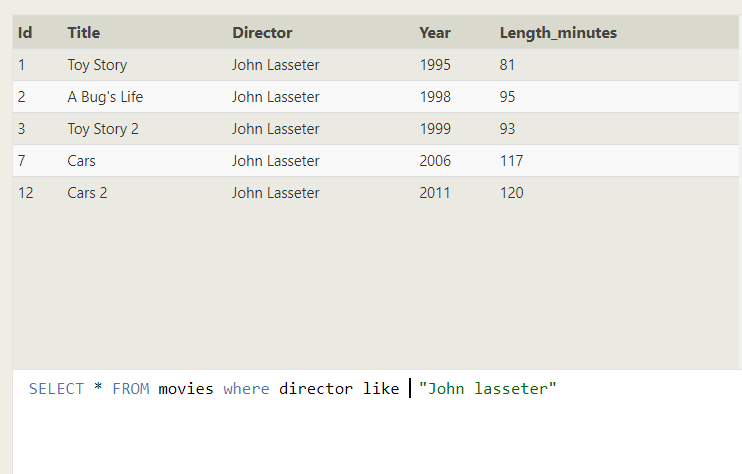 Id Title Director Year Length_minutes
1 Toy Story John Lasseter 1995 81
2 A Bug's Life John Lasseter 1998 95
3 Toy Story 2 John Lasseter 1999 93
7 Cars John Lasseter 2006 117
12 Cars 2 John Lasseter 2011 120
SELECT * FROM movies where director like "John lasseter"